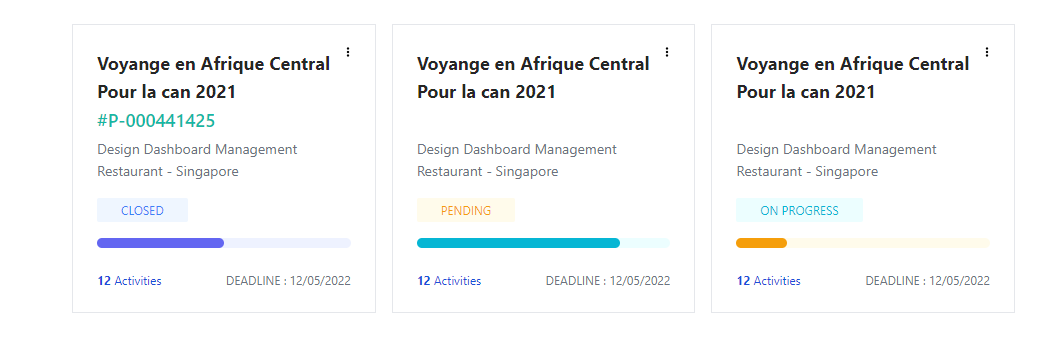 Voyange en Afrique Central
Pour la can 2021
#P-000441425
Design Dashboard Management
Restaurant - Singapore
CLOSED
12 Activities
DEADLINE : 12/05/2022
Voyange en Afrique Central
Pour la can 2021
Design Dashboard Management
Restaurant - Singapore
PENDING
12 Activities
DEADLINE : 12/05/2022
Voyange en Afrique Central
Pour la can 2021
Design Dashboard Management
Restaurant - Singapore
ON PROGRESS
12 Activities
DEADLINE : 12/05/2022